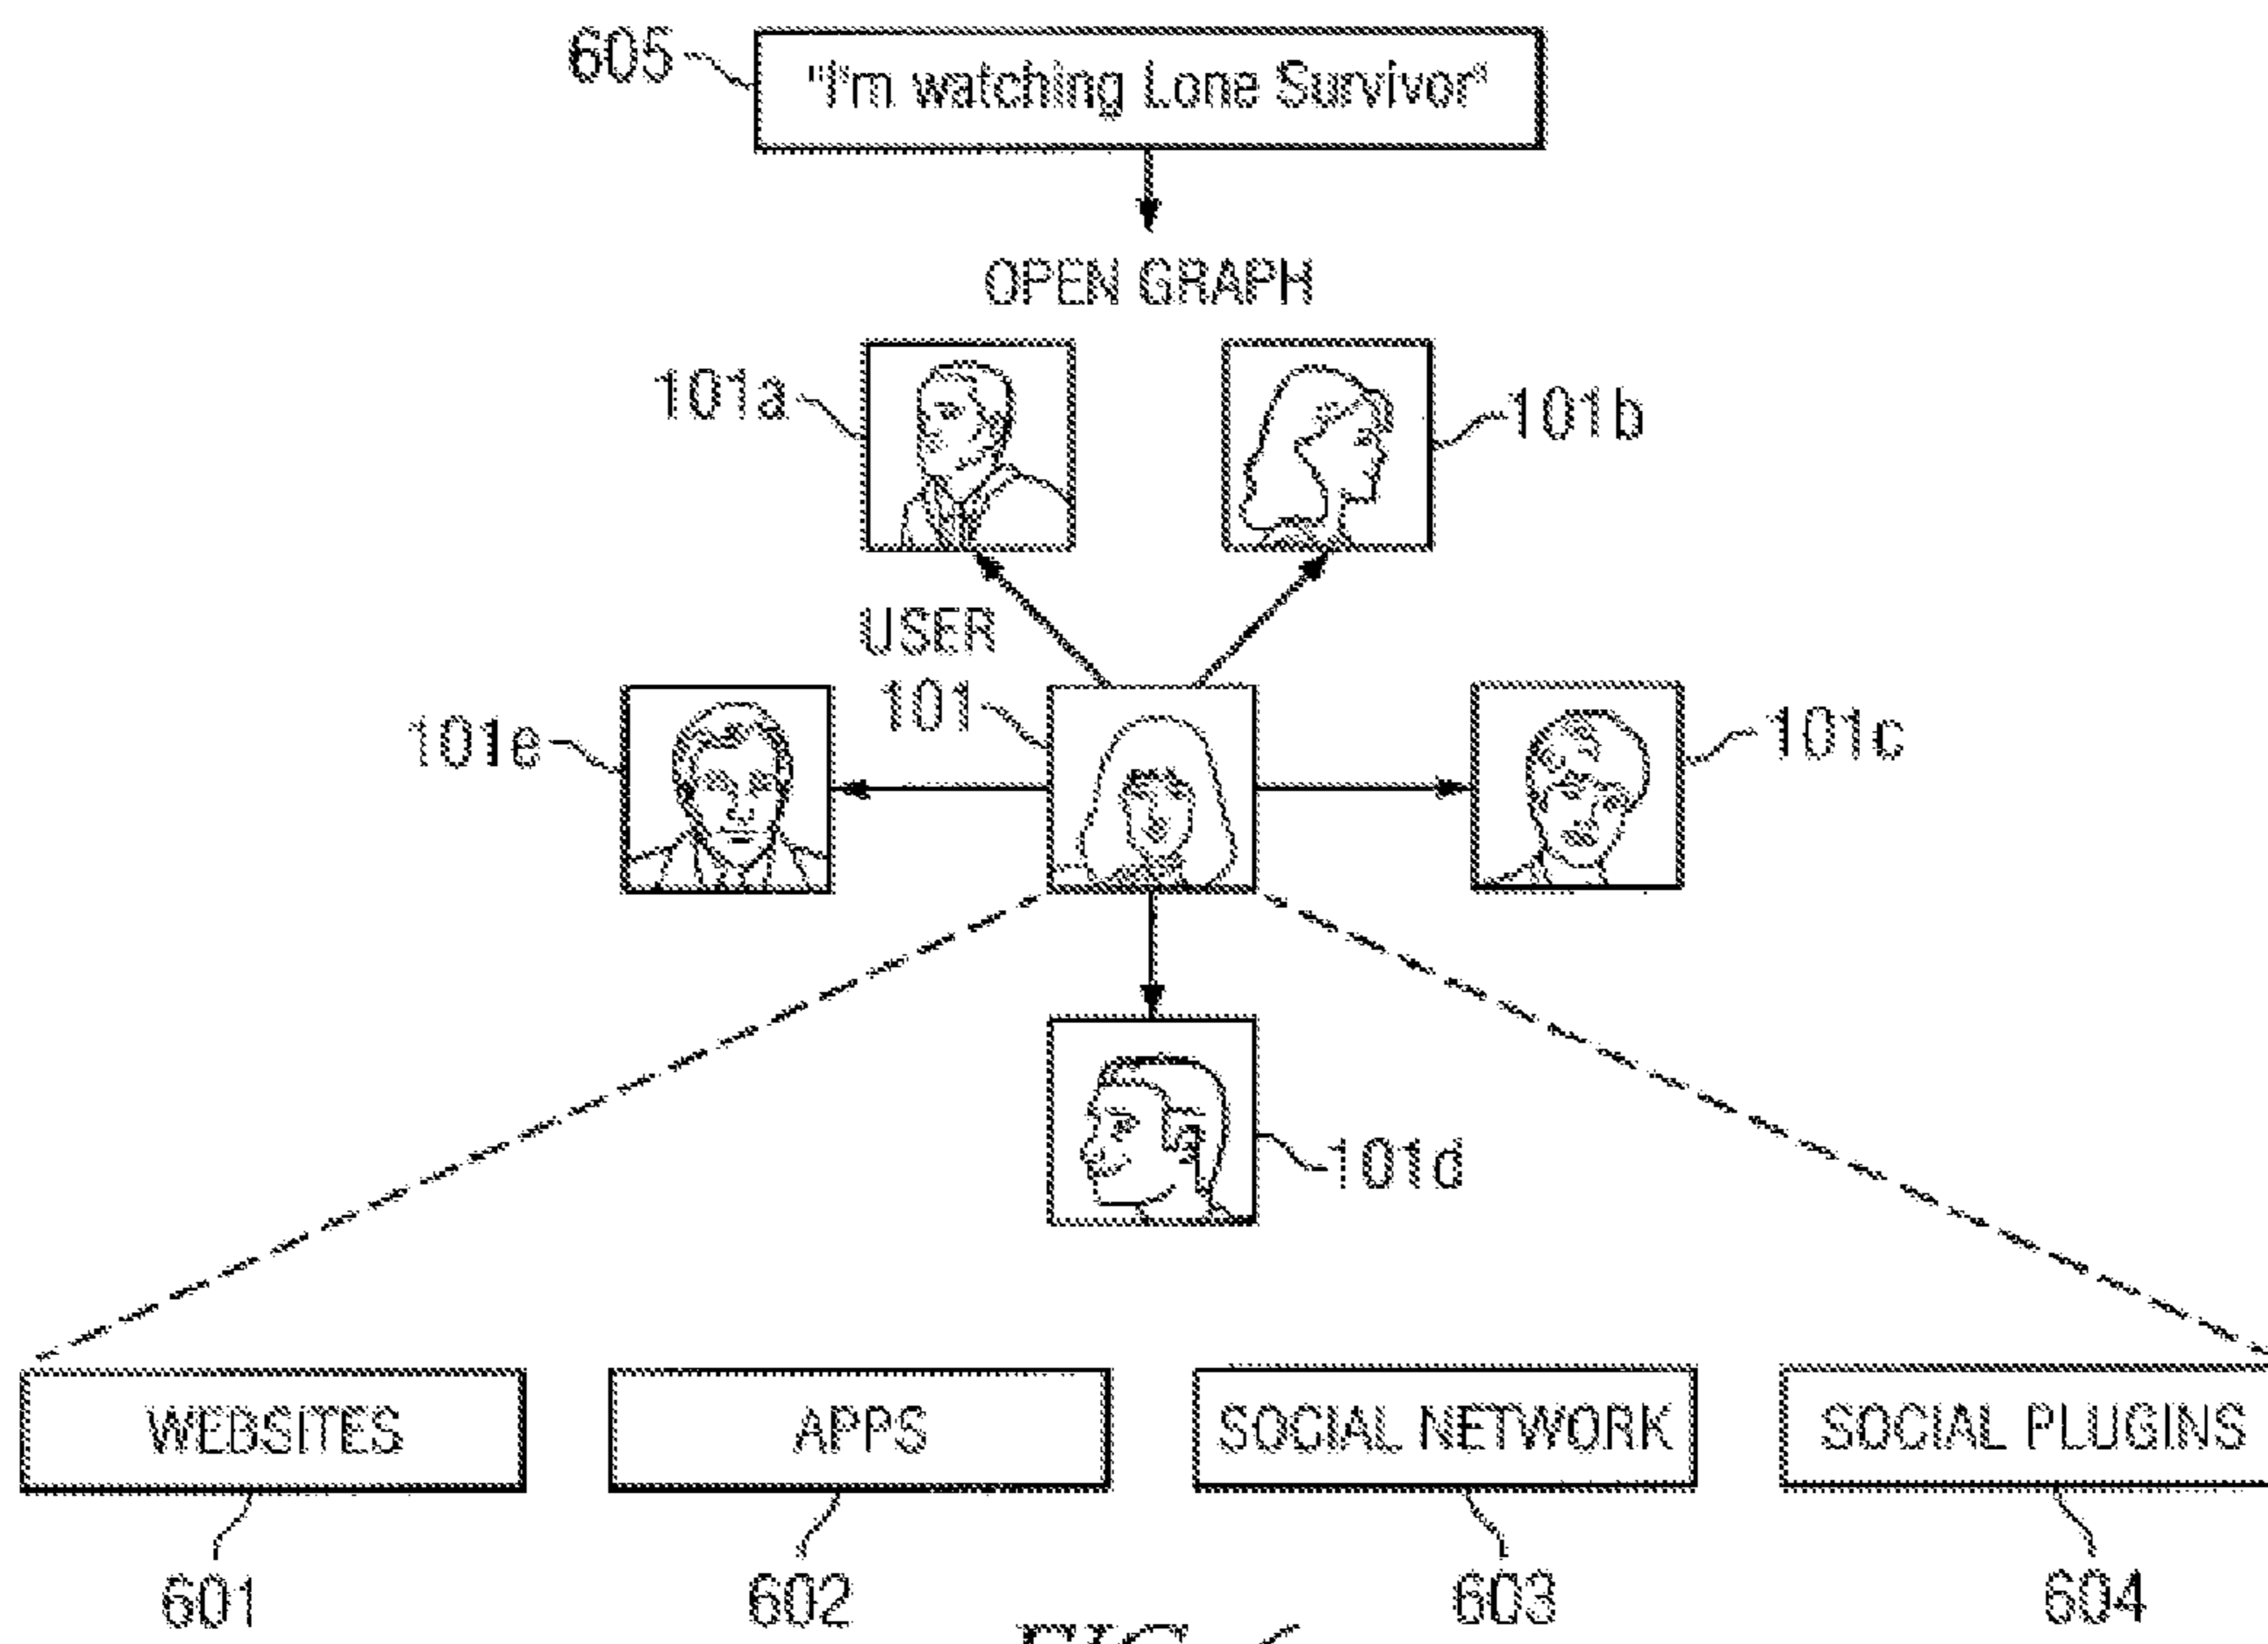 605
"I'm watching Lone Survivor"
OPEN GRAPH
101a
101b
USER
101
101e
101c
101d
WEBSITES
APPS
SOCIAL NETWORK
SOCIAL PLUGINS
601
602
603
604